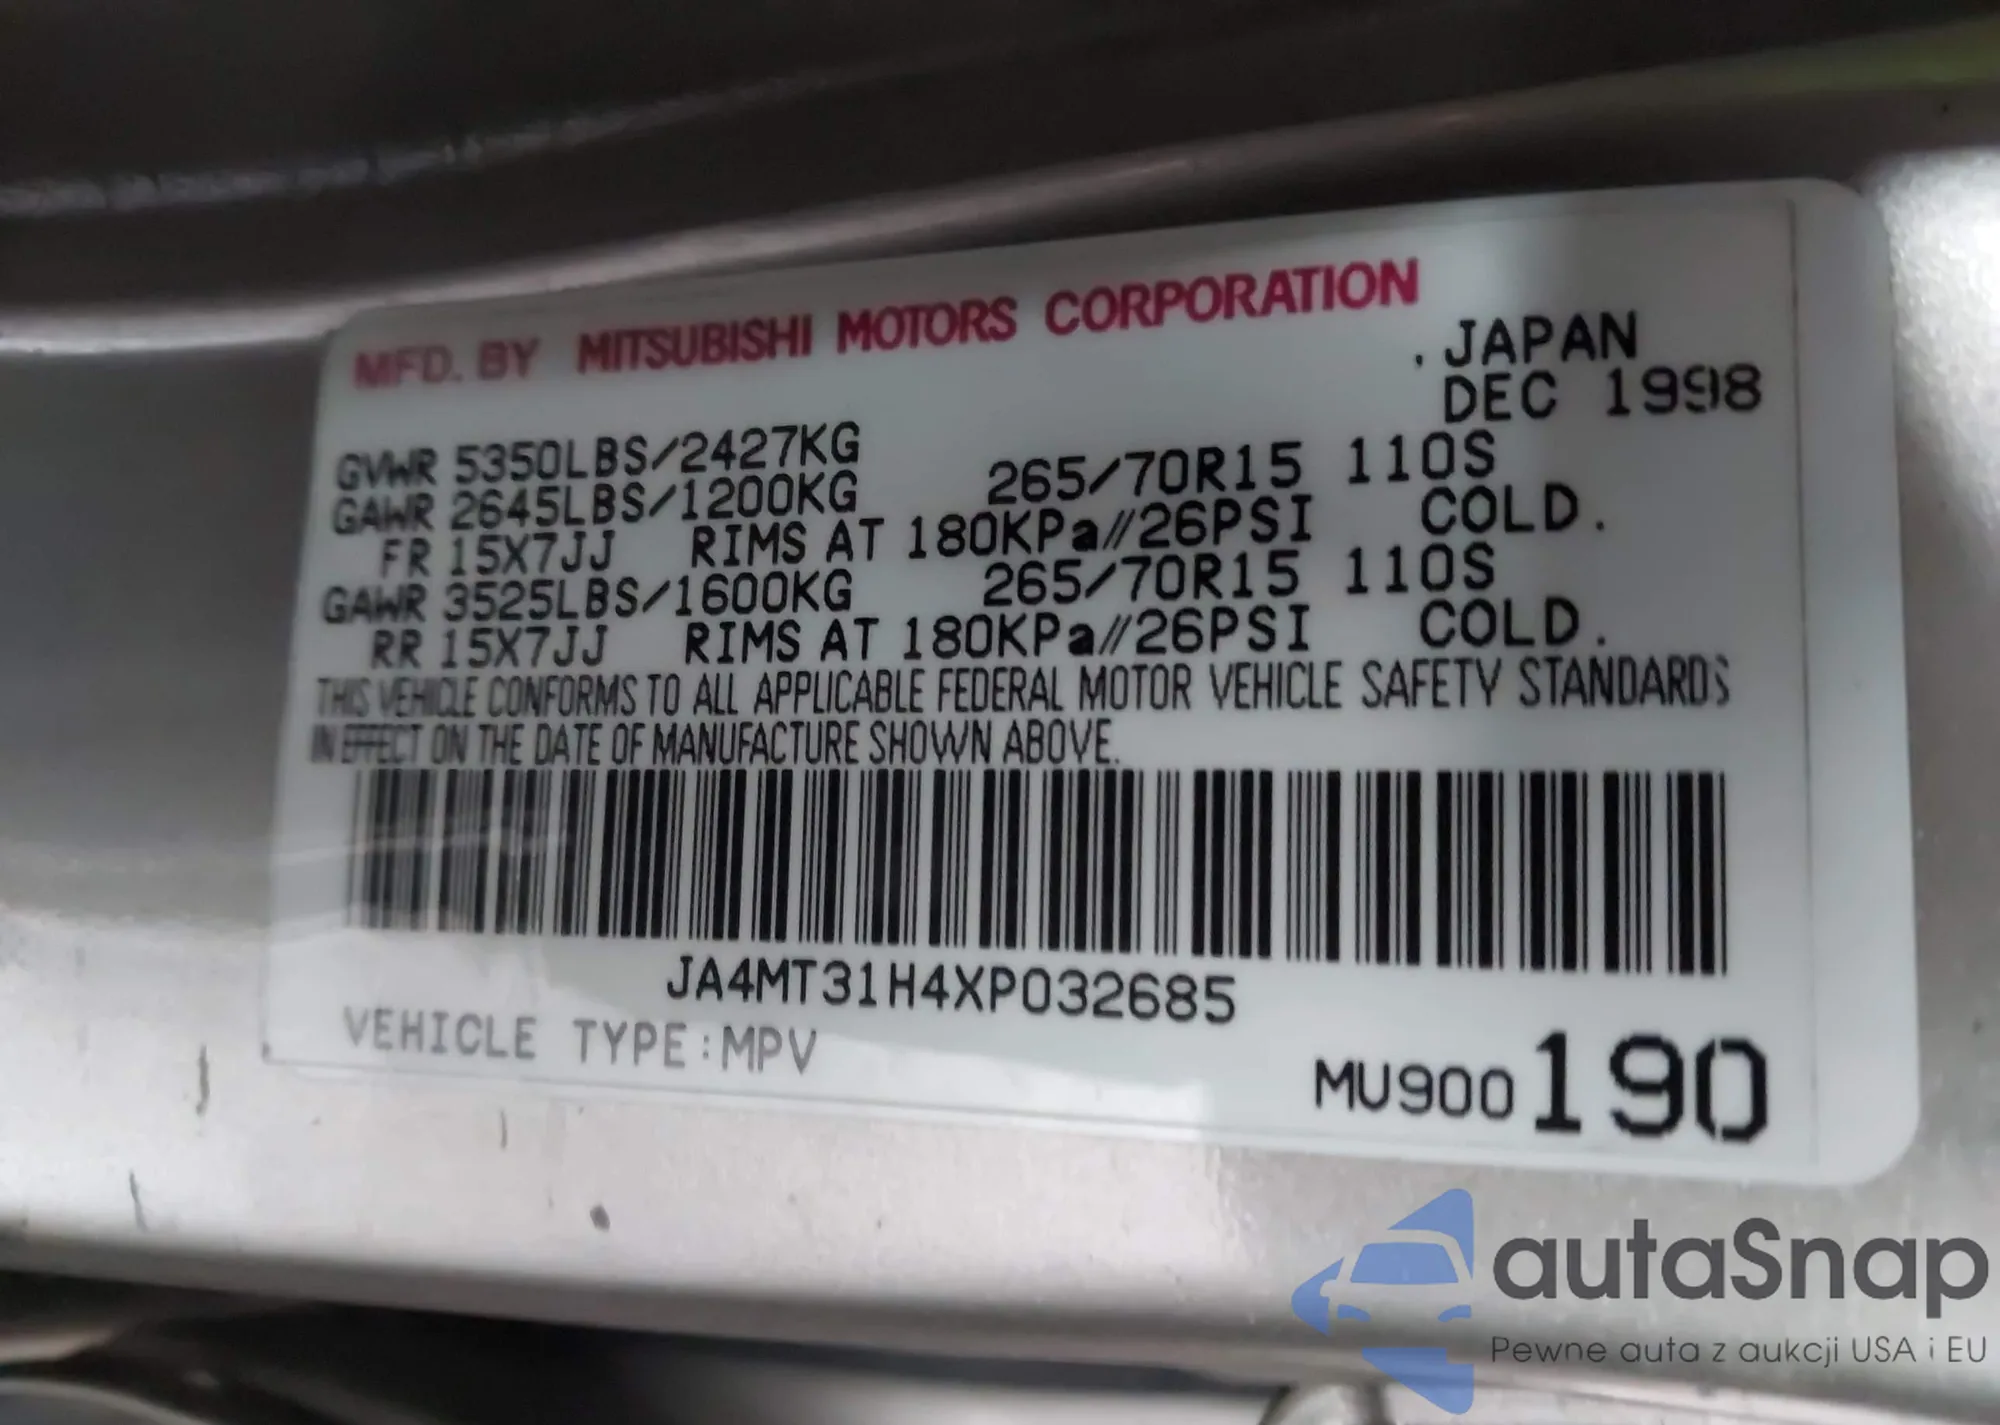 MFD. BY MITSUBISHI MOTORS CORPORATION
. JAPAN
DEC 1998
GVWR 5350LBS/2427KG
GAWR 2645LBS/1200KG 265/70R15 110S
FR 15X7JJ RIMS AT 180KPa//26PSI COLD.
GAWR 3525LBS/1600KG 265/70R15 110S
RR 15X7JJ RIMS AT 180KPa//26PSI COLD.
THIS VEHICLE CONFORMS TO ALL APPLICABLE FEDERAL MOTOR VEHICLE SAFETY STANDARDS
IN EFFECT ON THE DATE OF MANUFACTURE SHOWN ABOVE.
JA4MT31H4XP032685
VEHICLE TYPE:MPV
MU900190
autaSnap
Pewne auta z aukcji USA i EU